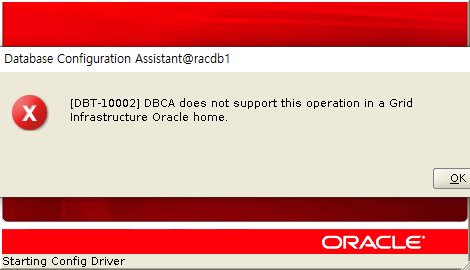 Database Configuration Assistant@racdb1
[DBT-10002] DBCA does not support this operation in a Grid
Infrastructure Oracle home.
OK
ORACLE
Starting Config Driver